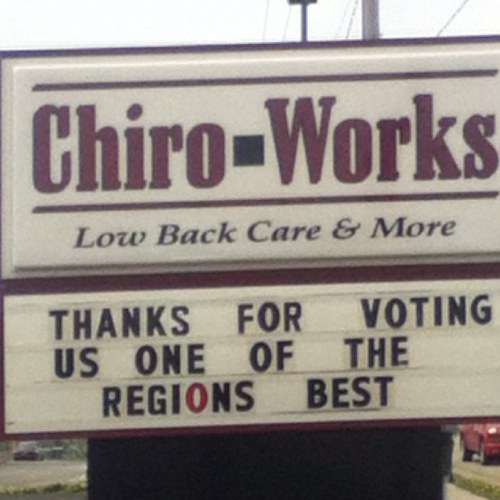 Chiro-Works
Low Back Care & More
THANKS FOR VOTING
US ONE OF THE
REGIONS BEST